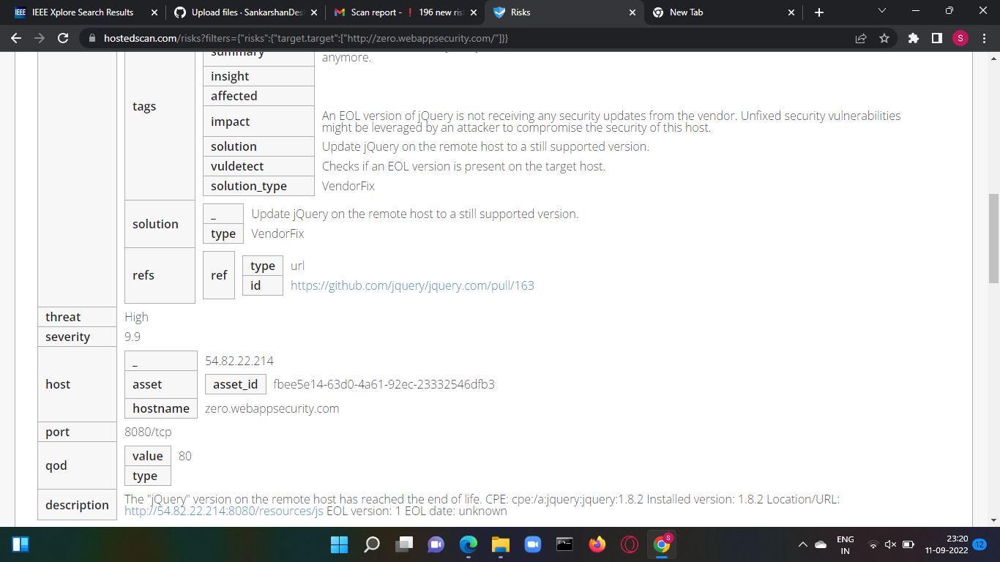 IEEE Xplore Search Results
Upload files · SankarshanDes
Scan report - ❗ 196 new ris
Risks
New Tab
hostedscan.com/risks?filters={"risks":{"target.target":["http://zero.webappsecurity.com/"]}}
S
summary
anymore.
insight
affected
tags
impact
An EOL version of jQuery is not receiving any security updates from the vendor. Unfixed security vulnerabilities
might be leveraged by an attacker to compromise the security of this host.
solution
Update jQuery on the remote host to a still supported version.
vuldetect
Checks if an EOL version is present on the target host.
solution_type
VendorFix
solution
_
Update jQuery on the remote host to a still supported version.
type
VendorFix
refs
ref
type
url
id
https://github.com/jquery/jquery.com/pull/163
threat
High
severity
9.9
host
_
54.82.22.214
asset
asset_id
fbee5e14-63d0-4a61-92ec-23332546dfb3
hostname
zero.webappsecurity.com
port
8080/tcp
qod
value
80
type
description
The "jQuery" version on the remote host has reached the end of life. CPE: cpe:/a:jquery:jquery:1.8.2 Installed version: 1.8.2 Location/URL:
http://54.82.22.214:8080/resources/js EOL version: 1 EOL date: unknown
ENG
IN
23:20
11-09-2022
12